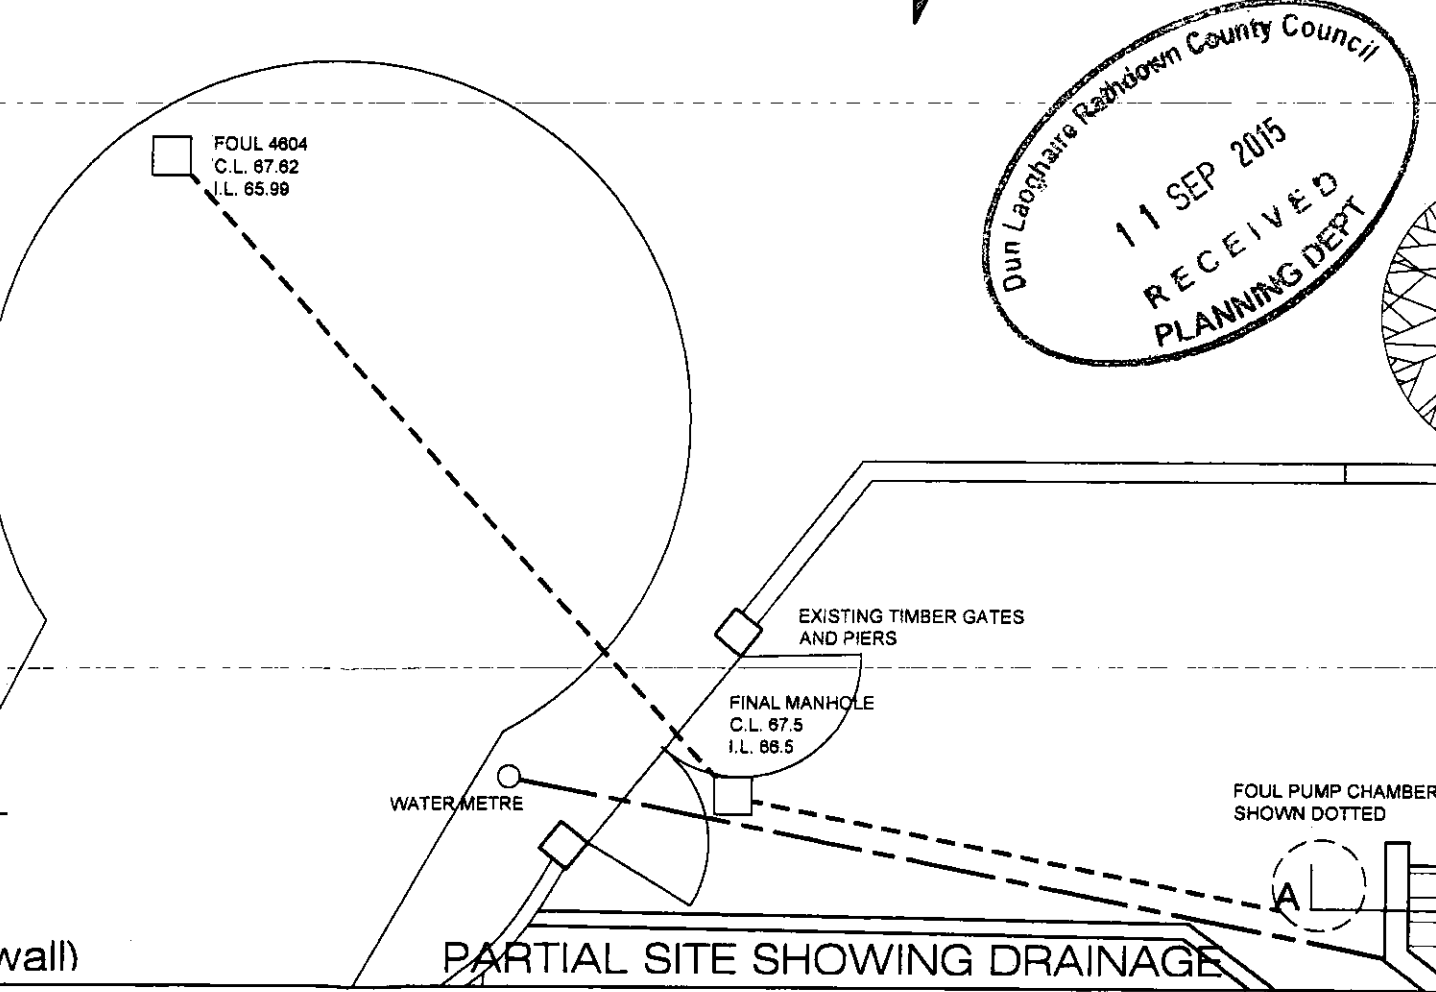 Dun Laoghaire Rathdown County Council
11 SEP 2015
RECEIVED
PLANNING DEPT
FOUL 4604
C.L. 67.62
I.L. 65.99
EXISTING TIMBER GATES
AND PIERS
FINAL MANHOLE
C.L. 67.5
I.L. 66.5
WATER METRE
FOUL PUMP CHAMBER
SHOWN DOTTED
A
wall)
PARTIAL SITE SHOWING DRAINAGE